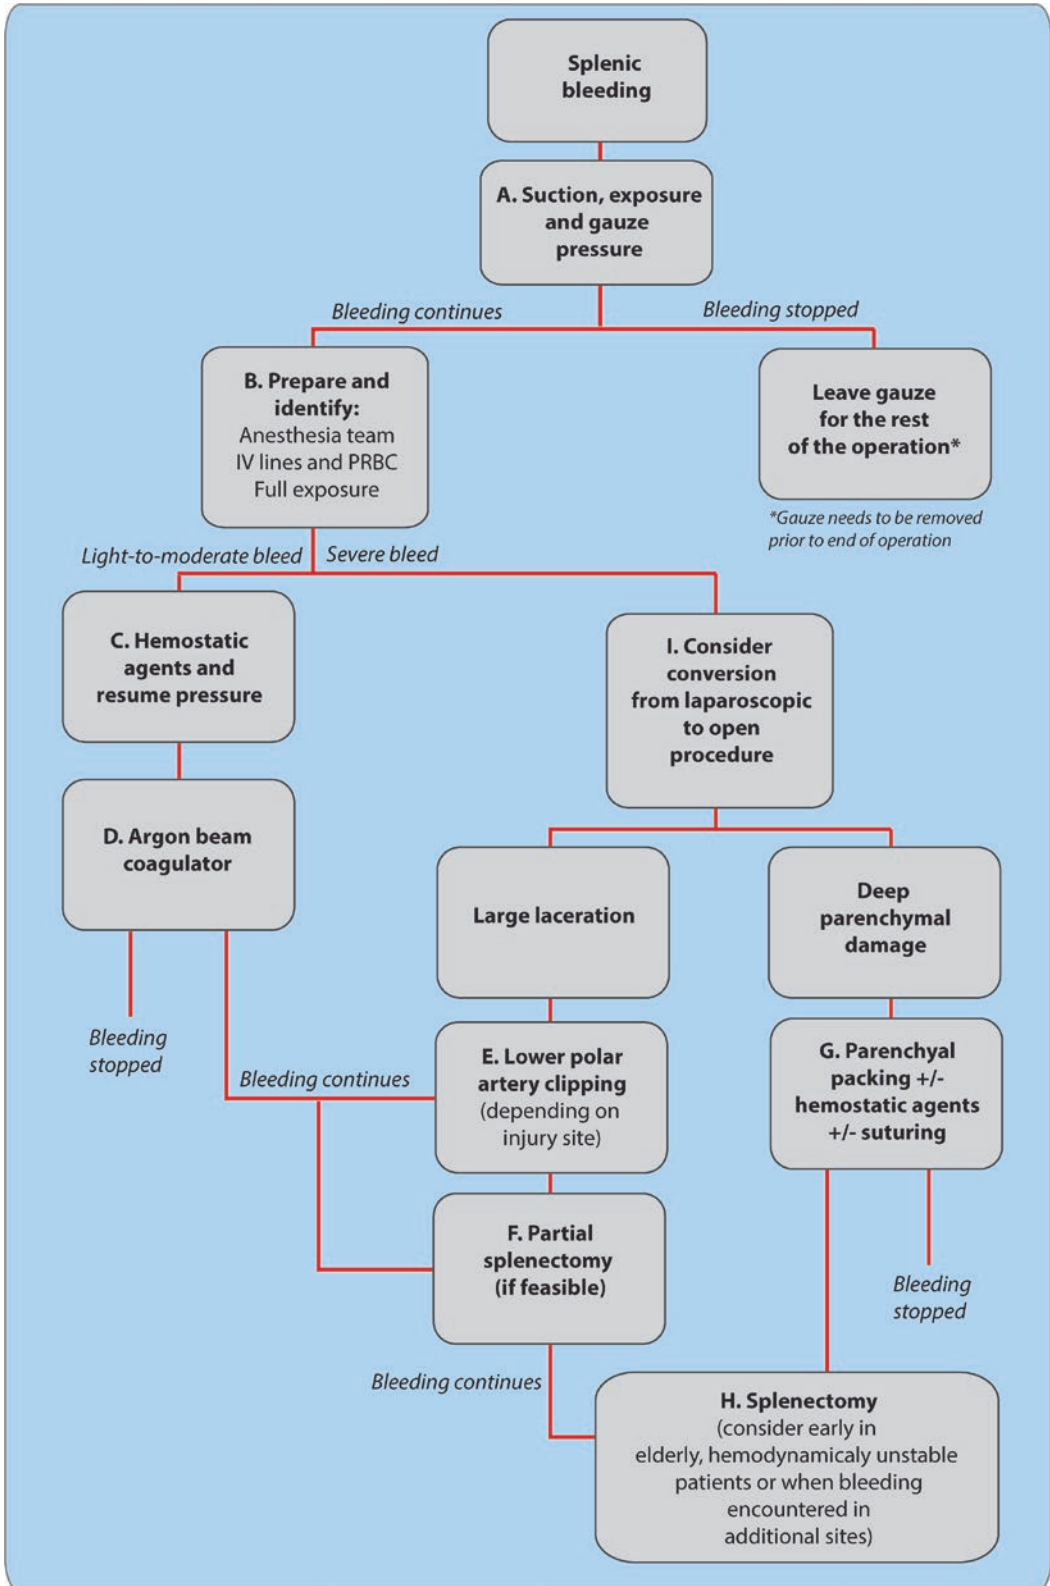 Splenic
bleeding
A. Suction, exposure
and gauze
pressure
Bleeding continues
Bleeding stopped
B. Prepare and
identify:
Anesthesia team
IV lines and PRBC
Full exposure
Leave gauze
for the rest
of the operation*
*Gauze needs to be removed
prior to end of operation
Light-to-moderate bleed
Severe bleed
C. Hemostatic
agents and
resume pressure
I. Consider
conversion
from laparoscopic
to open
procedure
D. Argon beam
coagulator
Large laceration
Deep
parenchymal
damage
Bleeding
stopped
Bleeding continues
E. Lower polar
artery clipping
(depending on
injury site)
G. Parenchyal
packing +/-
hemostatic agents
+/- suturing
F. Partial
splenectomy
(if feasible)
Bleeding
stopped
Bleeding continues
H. Splenectomy
(consider early in
elderly, hemodynamicaly unstable
patients or when bleeding
encountered in
additional sites)